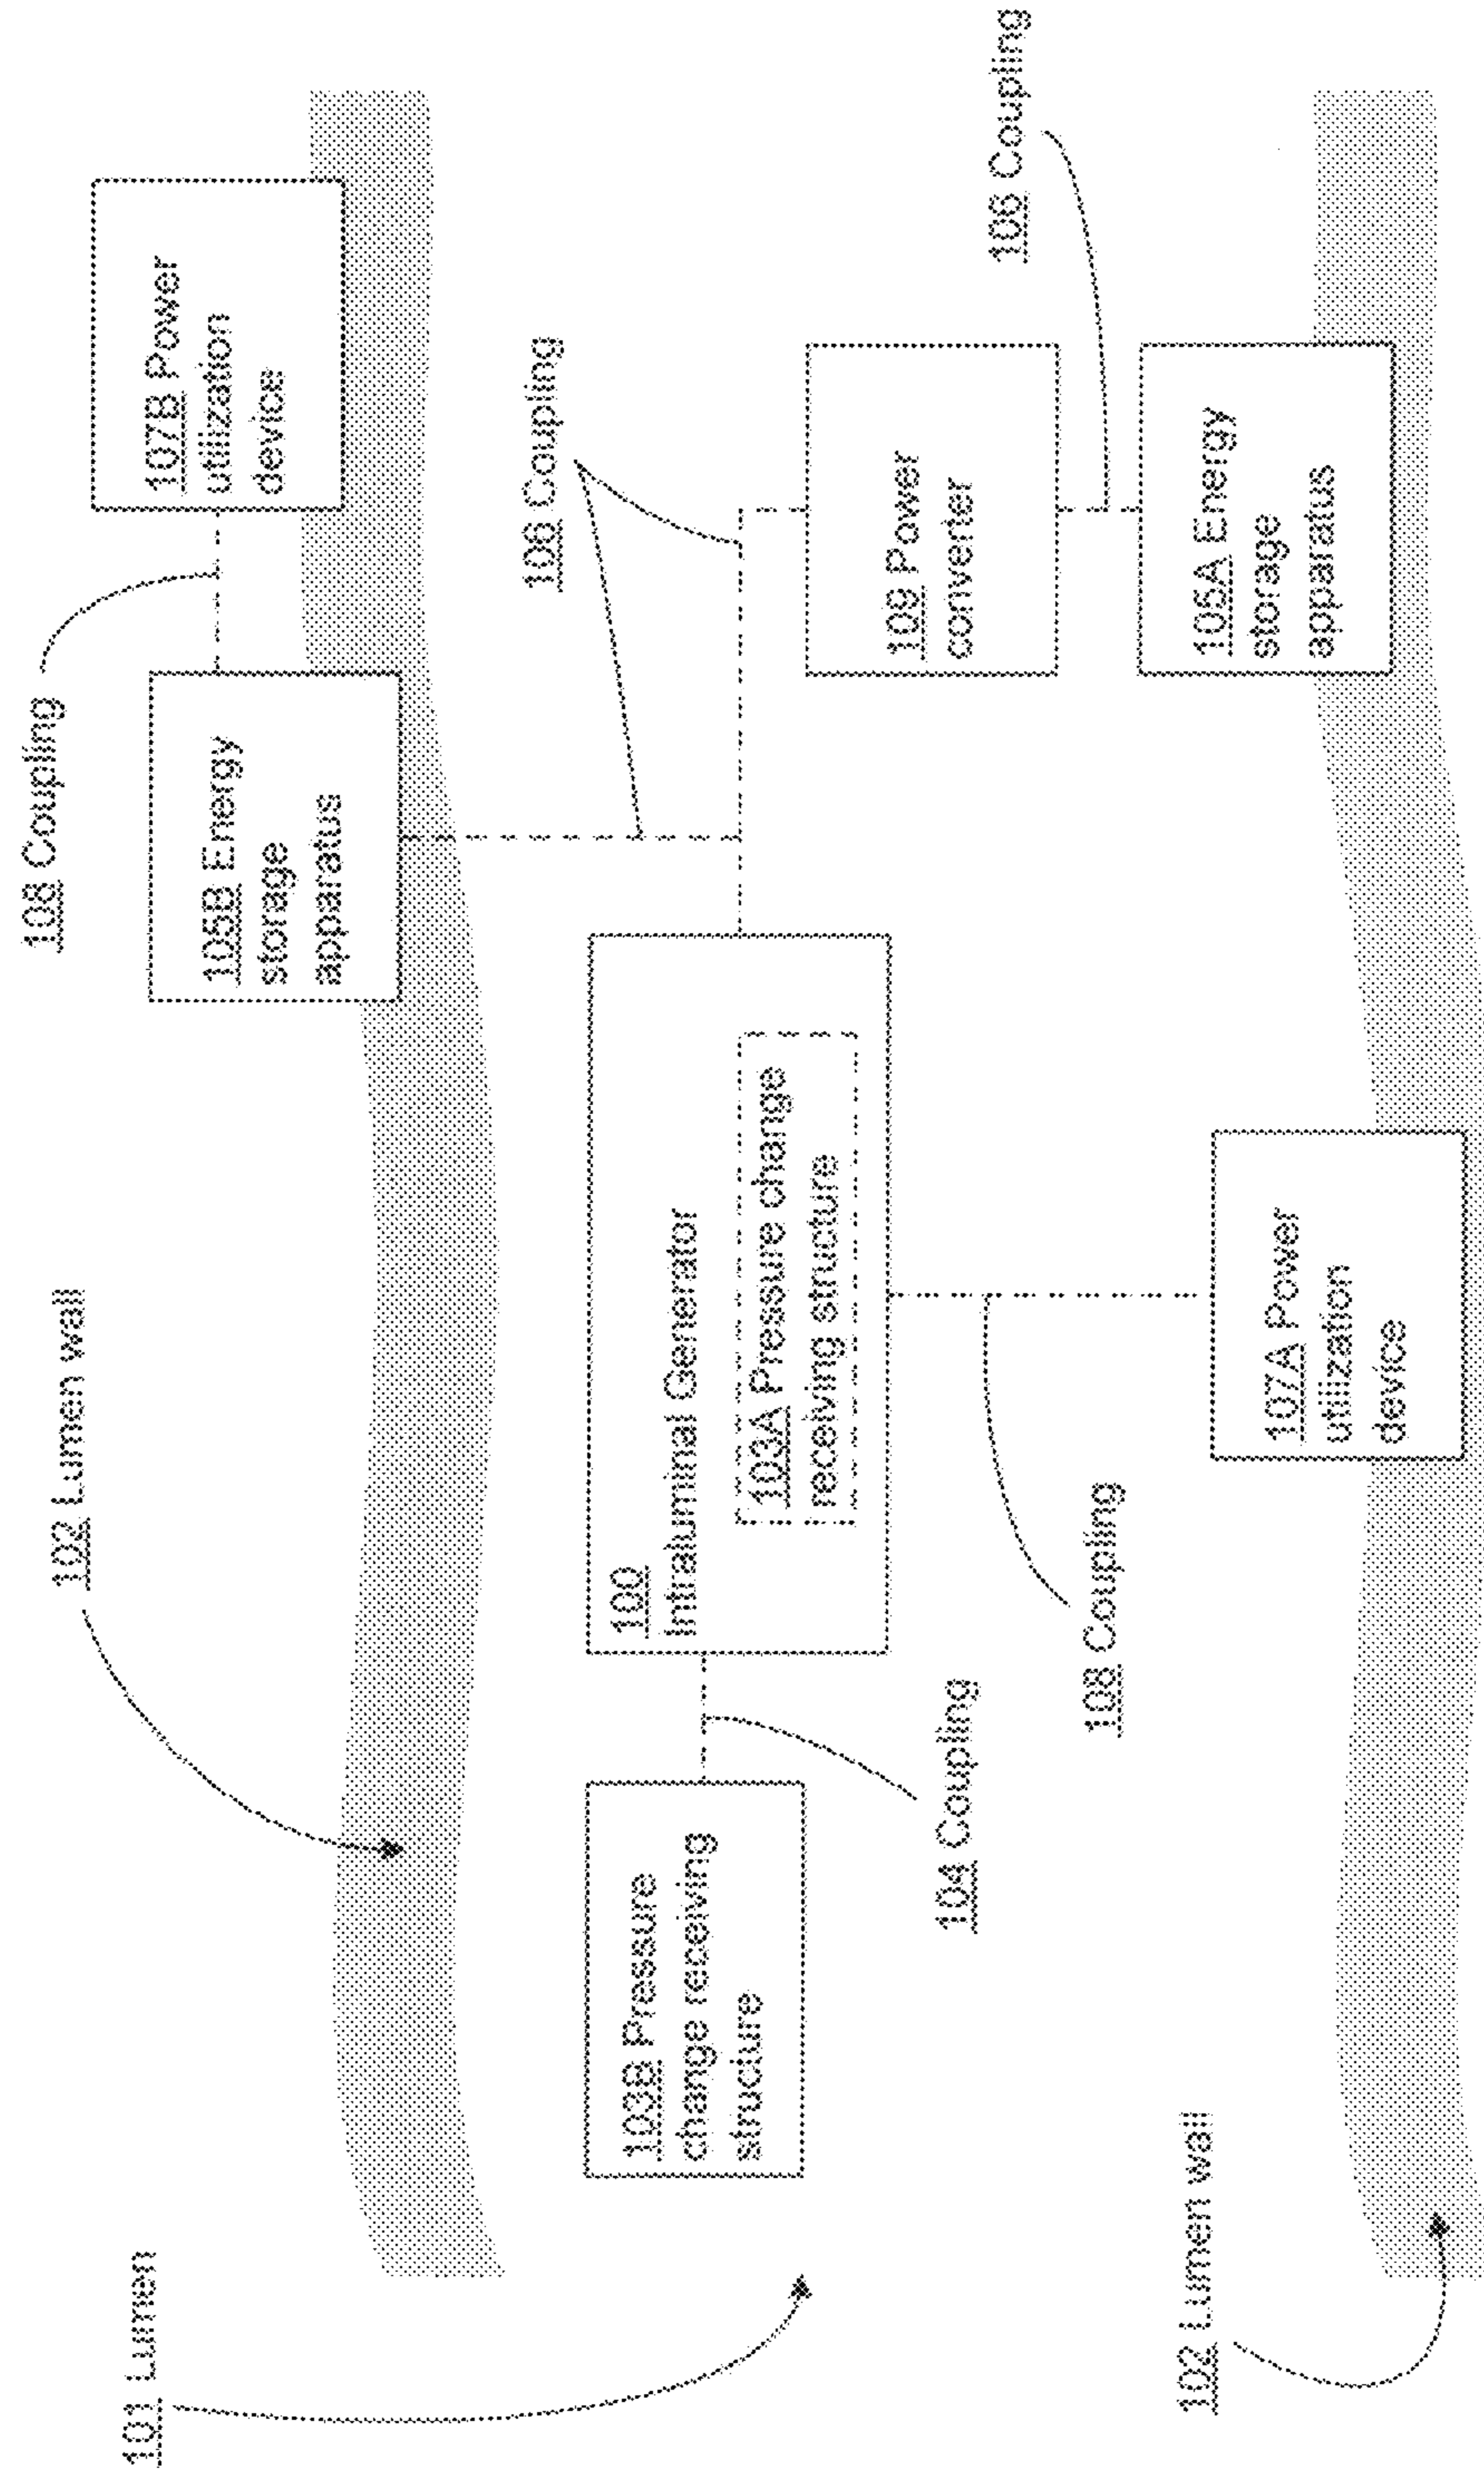 108 Coupling
102 Lumen wall
101 Lumen
107B Power
utilization
device
105B Energy
storage
apparatus
106 Coupling
100
Intraluminal Generator
103B Pressure
change receiving
structure
103A Pressure change
receiving structure
109 Power
converter
104 Coupling
106 Coupling
108 Coupling
102 Lumen wall
105A Energy
storage
apparatus
107A Power
utilization
device